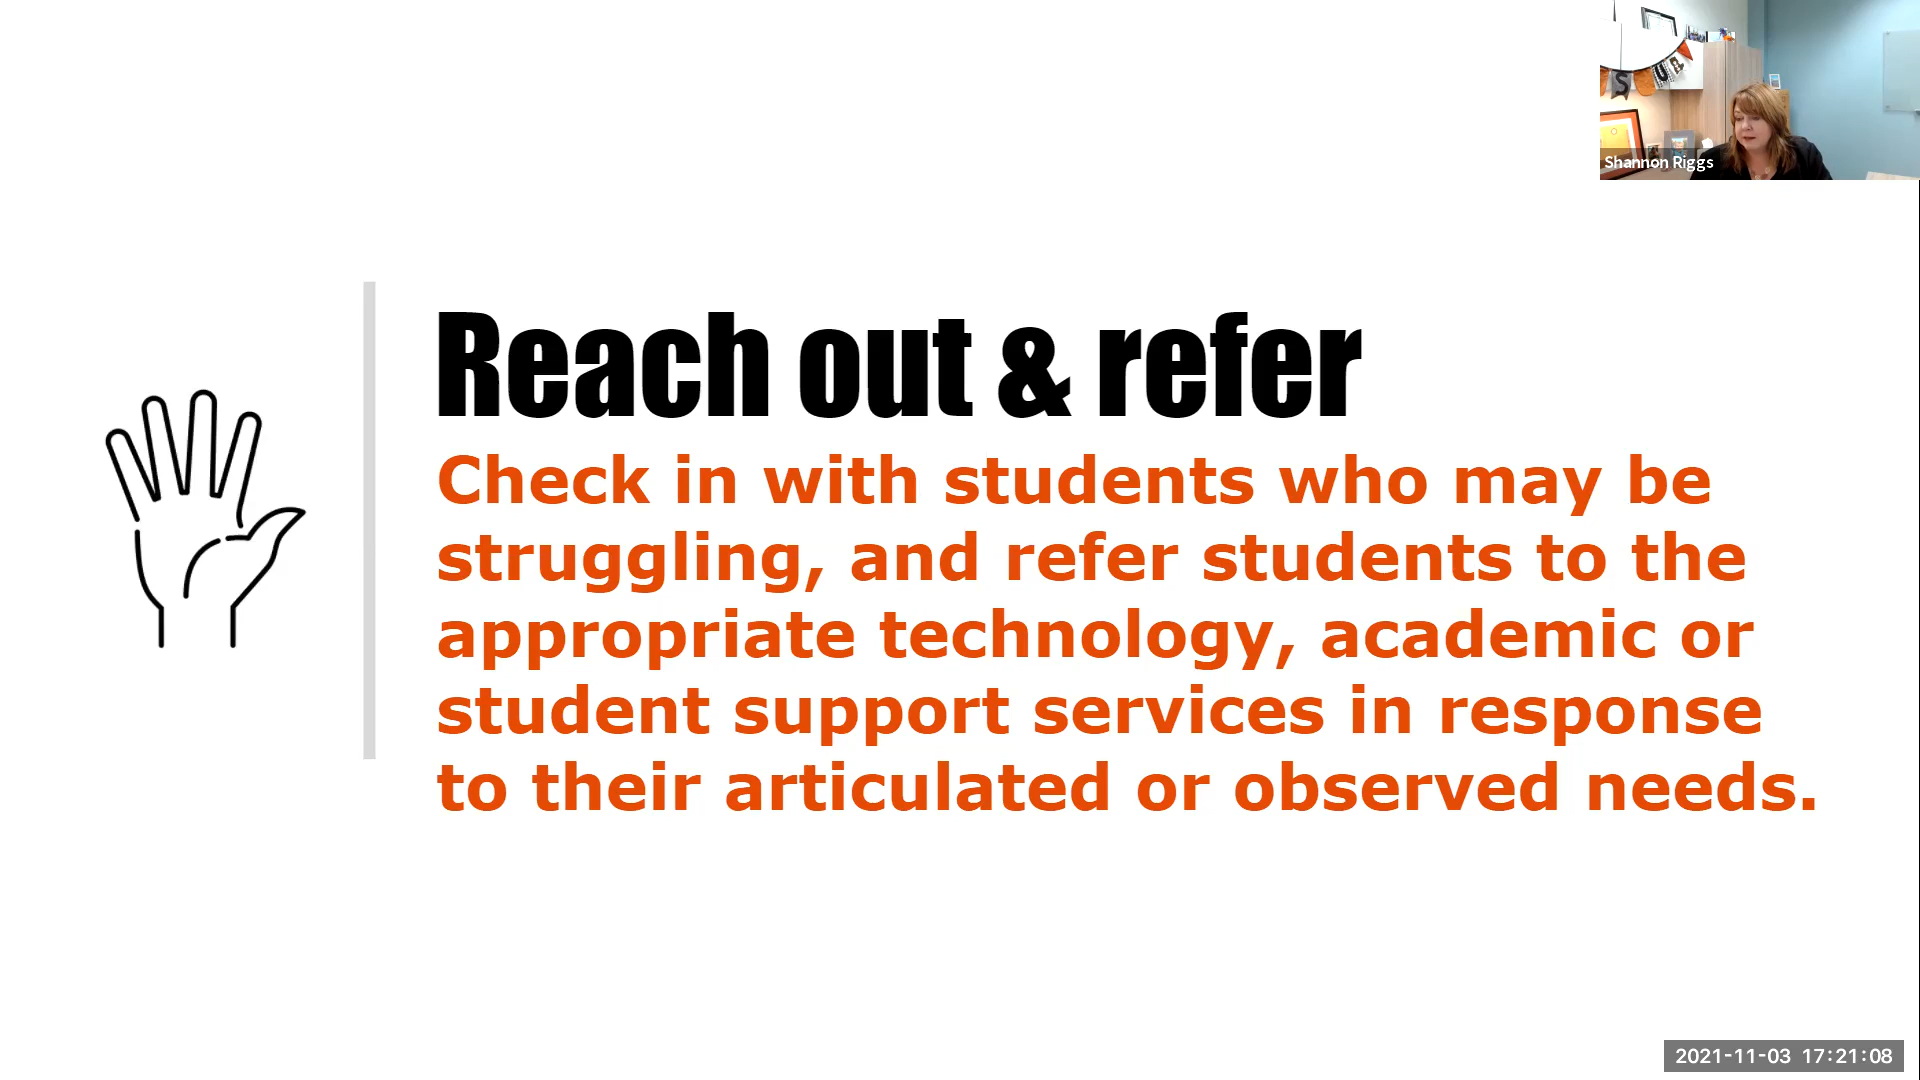 S U
Shannon Riggs
Reach out & refer
Check in with students who may be
struggling, and refer students to the
appropriate technology, academic or
student support services in response
to their articulated or observed needs.
2021-11-03 17:21:08